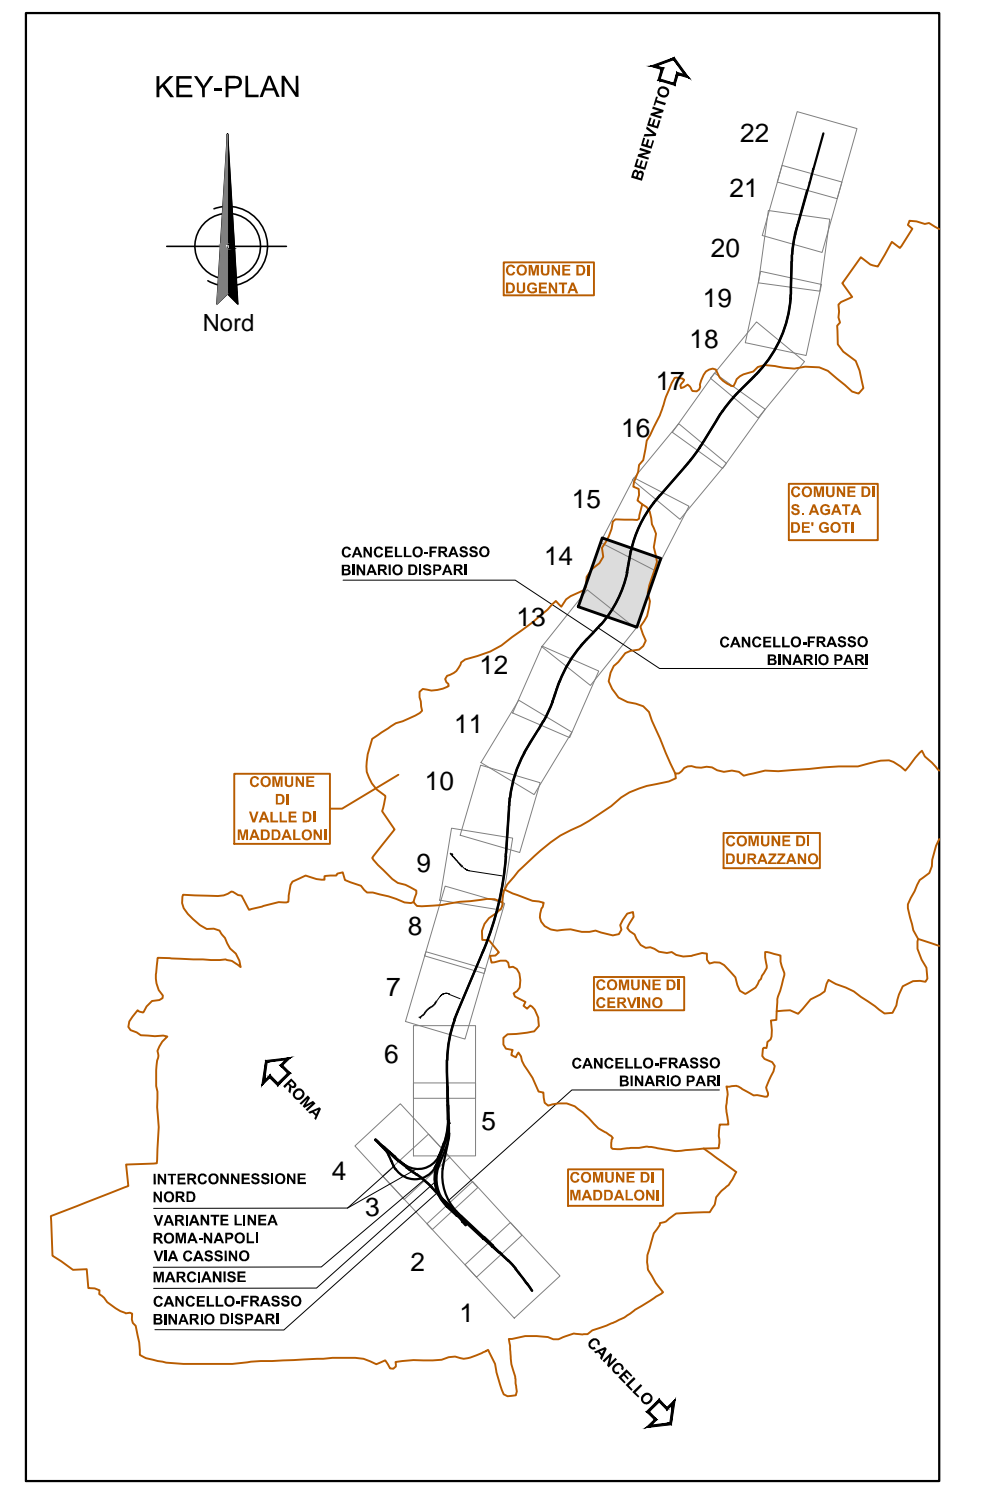 KEY-PLAN
Nord
BENEVENTO
22
21
20
19
18
17
16
15
14
13
12
11
10
9
8
7
6
5
4
3
2
1
COMUNE DI
DUGENTA
COMUNE DI
S. AGATA
DE' GOTI
CANCELLO-FRASSO
BINARIO DISPARI
CANCELLO-FRASSO
BINARIO PARI
COMUNE
DI
VALLE DI
MADDALONI
COMUNE DI
DURAZZANO
COMUNE DI
CERVINO
ROMA
CANCELLO-FRASSO
BINARIO PARI
COMUNE DI
MADDALONI
INTERCONNESSIONE
NORD
VARIANTE LINEA
ROMA-NAPOLI
VIA CASSINO
MARCIANISE
CANCELLO-FRASSO
BINARIO DISPARI
CANCELLO